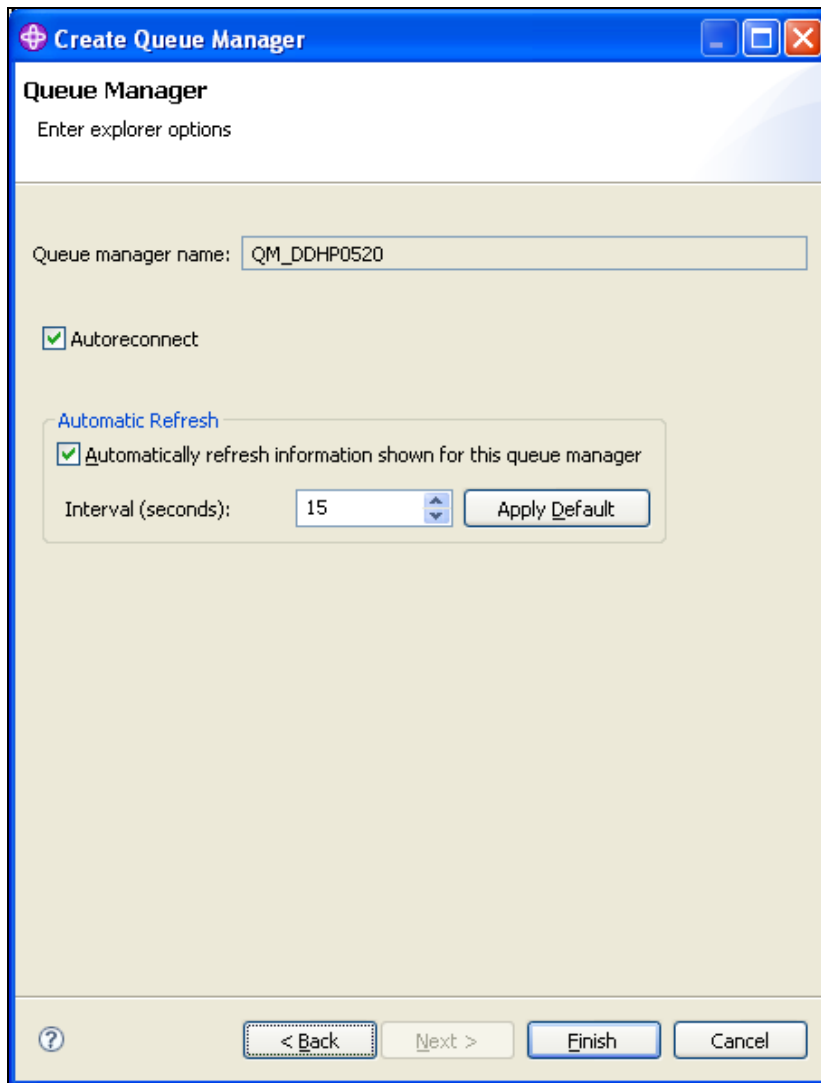 Create Queue Manager
Queue Manager
Enter explorer options
Queue manager name: QM_DDHP0520
Autoreconnect
Automatic Refresh
Automatically refresh information shown for this queue manager
Interval (seconds): 15 Apply Default
? < Back Next > Finish Cancel